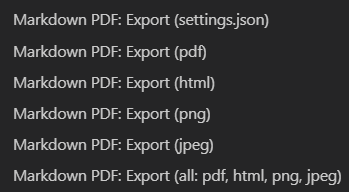 Markdown PDF: Export (settings.json)
Markdown PDF: Export (pdf)
Markdown PDF: Export (html)
Markdown PDF: Export (png)
Markdown PDF: Export (jpeg)
Markdown PDF: Export (all: pdf, html, png, jpeg)